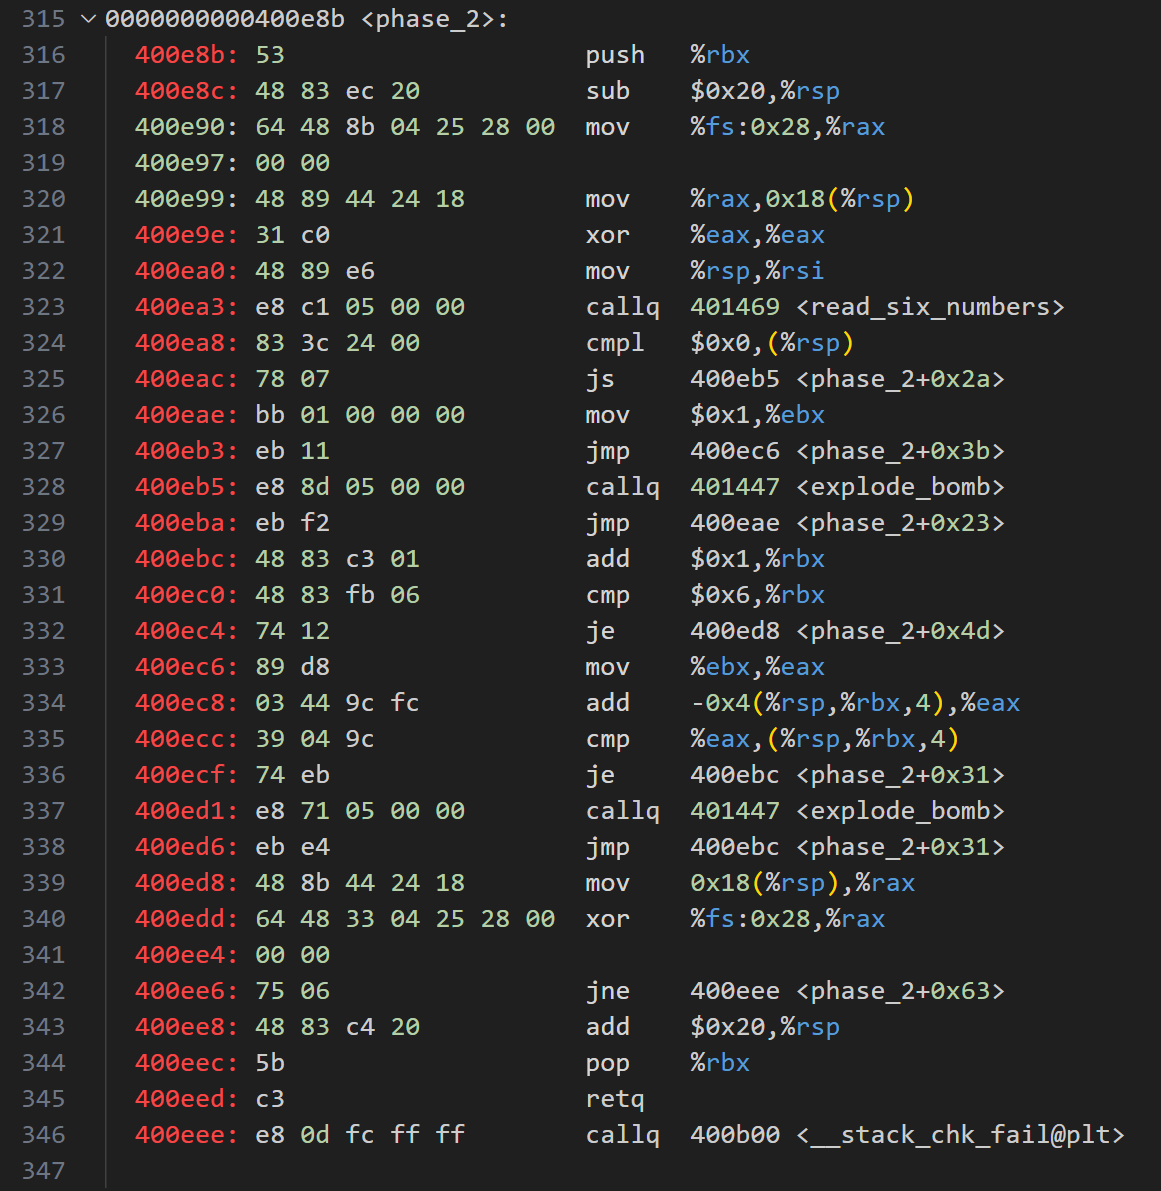 315 0000000000400e8b <phase_2>:
316 400e8b: 53 push %rbx
317 400e8c: 48 83 ec 20 sub $0x20,%rsp
318 400e90: 64 48 8b 04 25 28 00 mov %fs:0x28,%rax
319 400e97: 00 00
320 400e99: 48 89 44 24 18 mov %rax,0x18(%rsp)
321 400e9e: 31 c0 xor %eax,%eax
322 400ea0: 48 89 e6 mov %rsp,%rsi
323 400ea3: e8 c1 05 00 00 callq 401469 <read_six_numbers>
324 400ea8: 83 3c 24 00 cmpl $0x0,(%rsp)
325 400eac: 78 07 js 400eb5 <phase_2+0x2a>
326 400eae: bb 01 00 00 00 mov $0x1,%ebx
327 400eb3: eb 11 jmp 400ec6 <phase_2+0x3b>
328 400eb5: e8 8d 05 00 00 callq 401447 <explode_bomb>
329 400eba: eb f2 jmp 400eae <phase_2+0x23>
330 400ebc: 48 83 c3 01 add $0x1,%rbx
331 400ec0: 48 83 fb 06 cmp $0x6,%rbx
332 400ec4: 74 12 je 400ed8 <phase_2+0x4d>
333 400ec6: 89 d8 mov %ebx,%eax
334 400ec8: 03 44 9c fc add -0x4(%rsp,%rbx,4),%eax
335 400ecc: 39 04 9c cmp %eax,(%rsp,%rbx,4)
336 400ecf: 74 eb je 400ebc <phase_2+0x31>
337 400ed1: e8 71 05 00 00 callq 401447 <explode_bomb>
338 400ed6: eb e4 jmp 400ebc <phase_2+0x31>
339 400ed8: 48 8b 44 24 18 mov 0x18(%rsp),%rax
340 400edd: 64 48 33 04 25 28 00 xor %fs:0x28,%rax
341 400ee4: 00 00
342 400ee6: 75 06 jne 400eee <phase_2+0x63>
343 400ee8: 48 83 c4 20 add $0x20,%rsp
344 400eec: 5b pop %rbx
345 400eed: c3 retq
346 400eee: e8 0d fc ff ff callq 400b00 <__stack_chk_fail@plt>
347